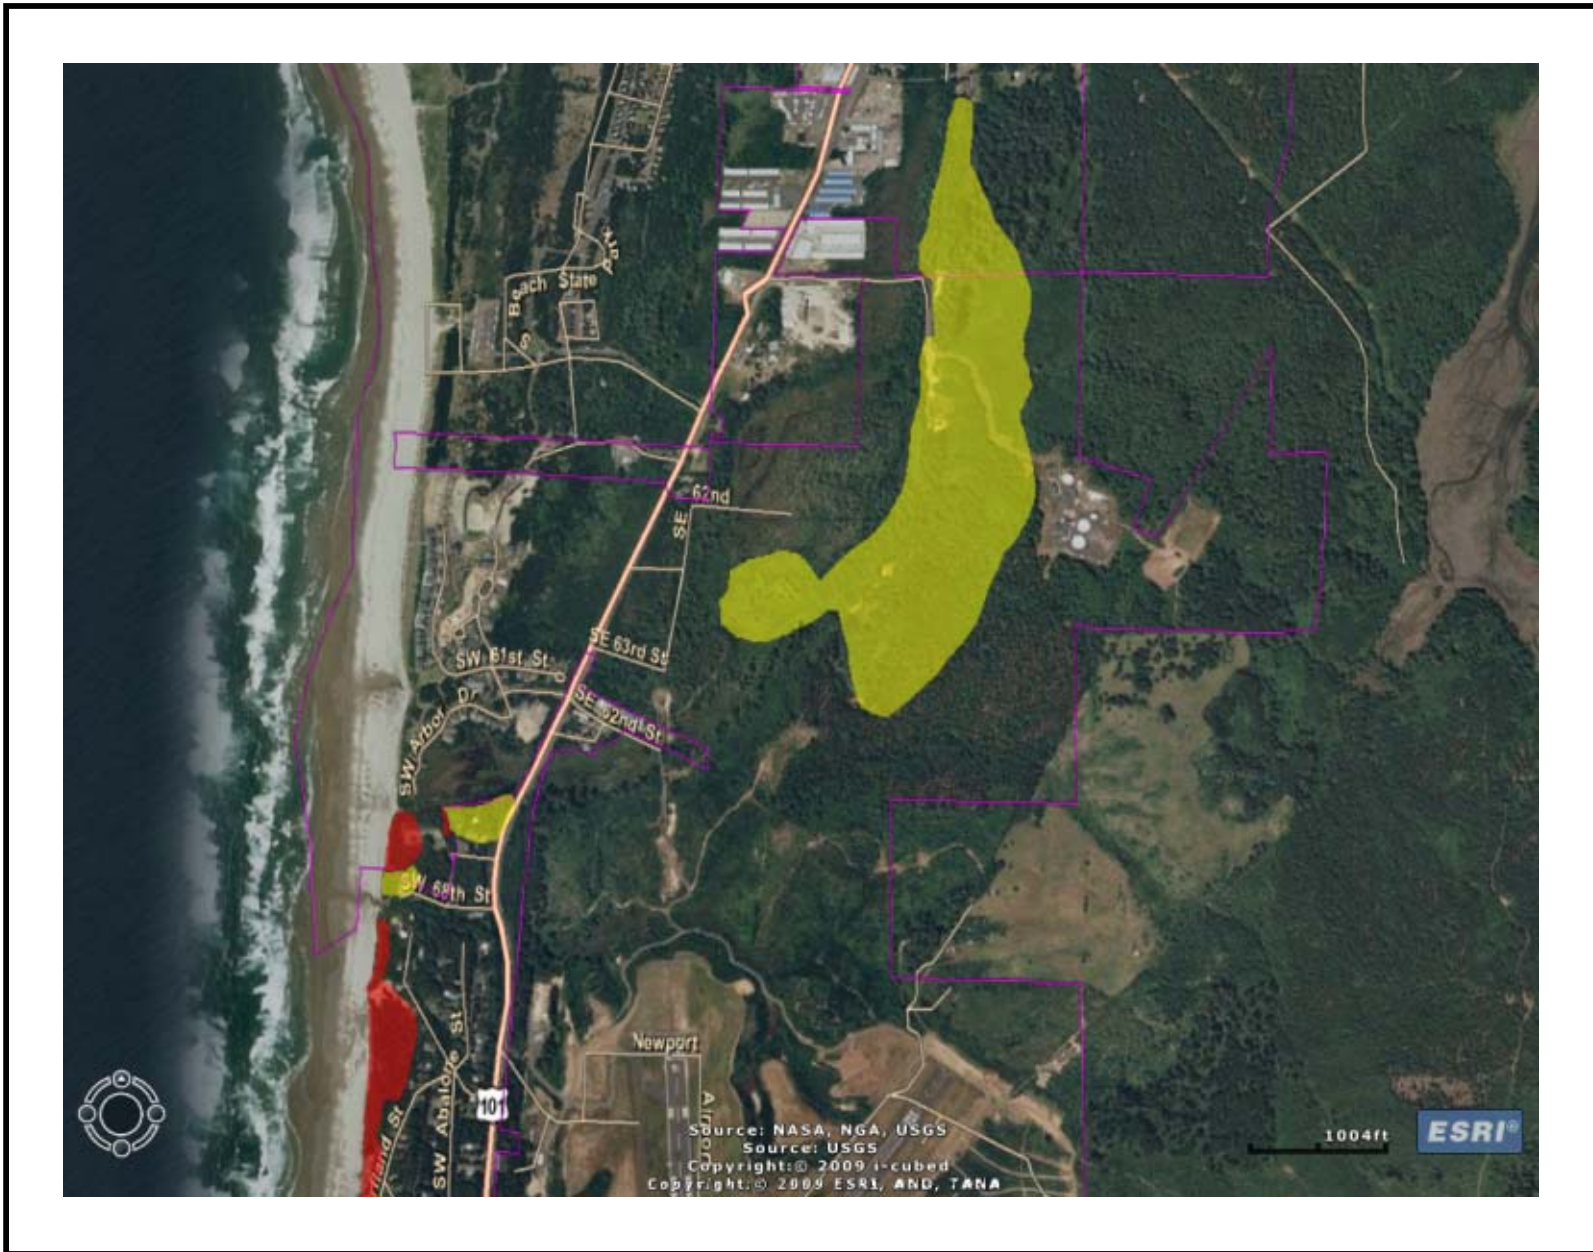 Beach State
Park
S
62nd
SE
SE 63rd St
SW 61st St
SE 62nd St
SW Arbor Dr
SW 68th St
Newport
Airport
SW Abalone St
101
St
Source: NASA, NGA, USGS
Source: USGS
Copyright:© 2009 i-cubed
Copyright:© 2009 ESRI, AND, TANA
1004ft
ESRI®